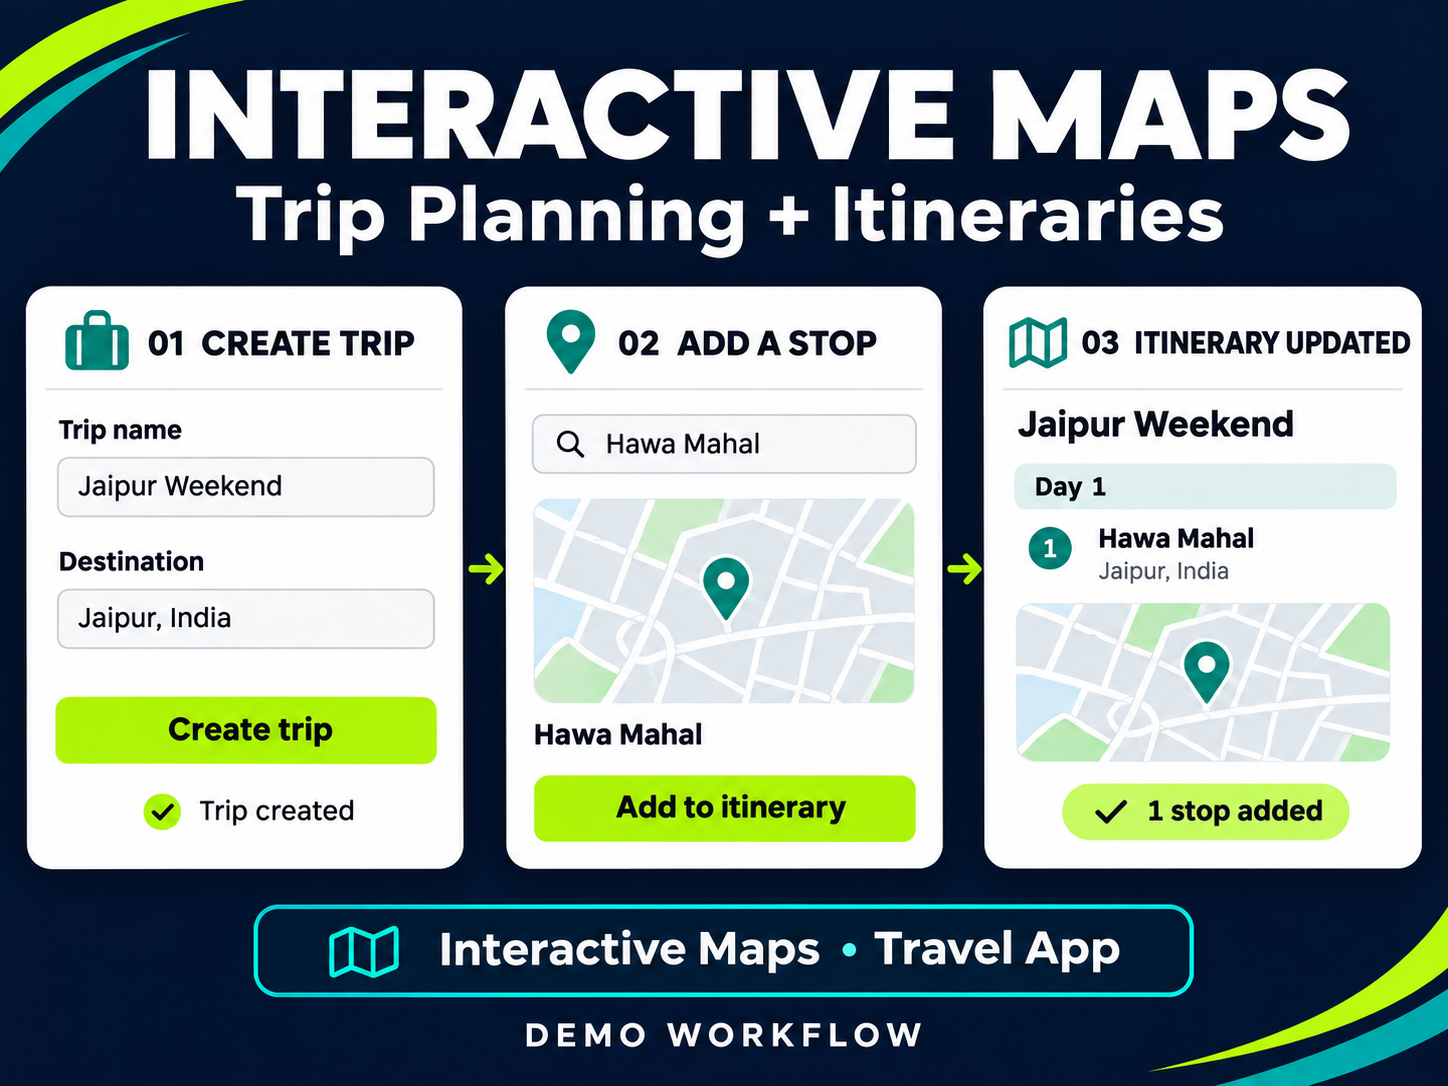 INTERACTIVE MAPS
Trip Planning + Itineraries
01 CREATE TRIP
Trip name
Jaipur Weekend
Destination
Jaipur, India
Create trip
Trip created
02 ADD A STOP
Hawa Mahal
Hawa Mahal
Add to itinerary
03 ITINERARY UPDATED
Jaipur Weekend
Day 1
1 Hawa Mahal
Jaipur, India
1 stop added
Interactive Maps • Travel App
DEMO WORKFLOW